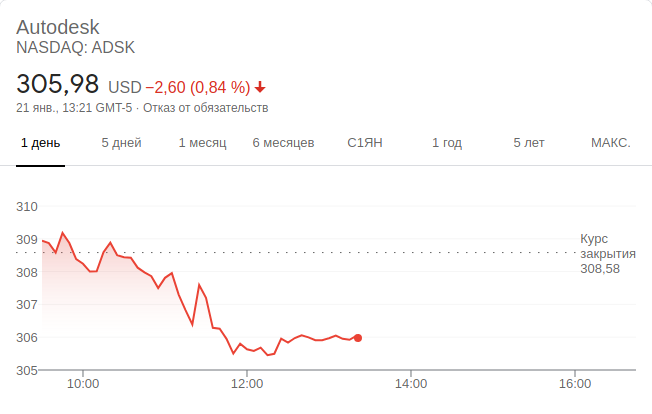 Autodesk
NASDAQ: ADSK
305,98 USD −2,60 (0,84 %)
21 янв., 13:21 GMT-5 · Отказ от обязательств
1 день 5 дней 1 месяц 6 месяцев С1ЯН 1 год 5 лет МАКС.
310
309
308
307
306
305
Курс
закрытия
308,58
10:00 12:00 14:00 16:00